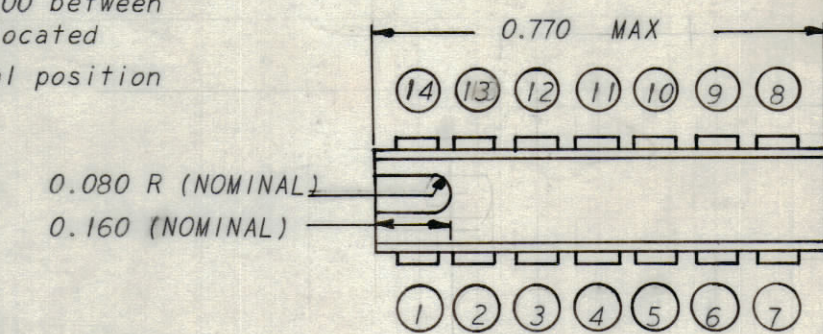 00 between
ocated
l position
0.770 MAX
14 13 12 11 10 9 8
0.080 R (NOMINAL)
0.160 (NOMINAL)
1 2 3 4 5 6 7